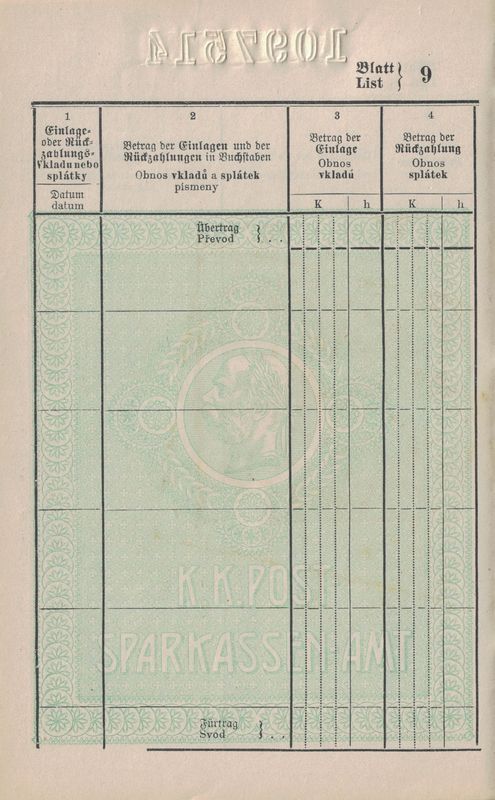 1097514
Blatt } 9
List
1
Einlage-
oder Rück-
zahlungs-
Vkladu nebo
splátky
Datum
datum
2
Betrag der Einlagen und der
Rückzahlungen in Buchstaben
Obnos vkladů a splátek
písmeny
3
Betrag der
Einlage
Obnos
vkladů
K h
4
Betrag der
Rückzahlung
Obnos
splátek
K h
Übertrag
Převod } . .
K.K. POST
SPARKASSEN-AMT
Fürtrag
Svod } . .